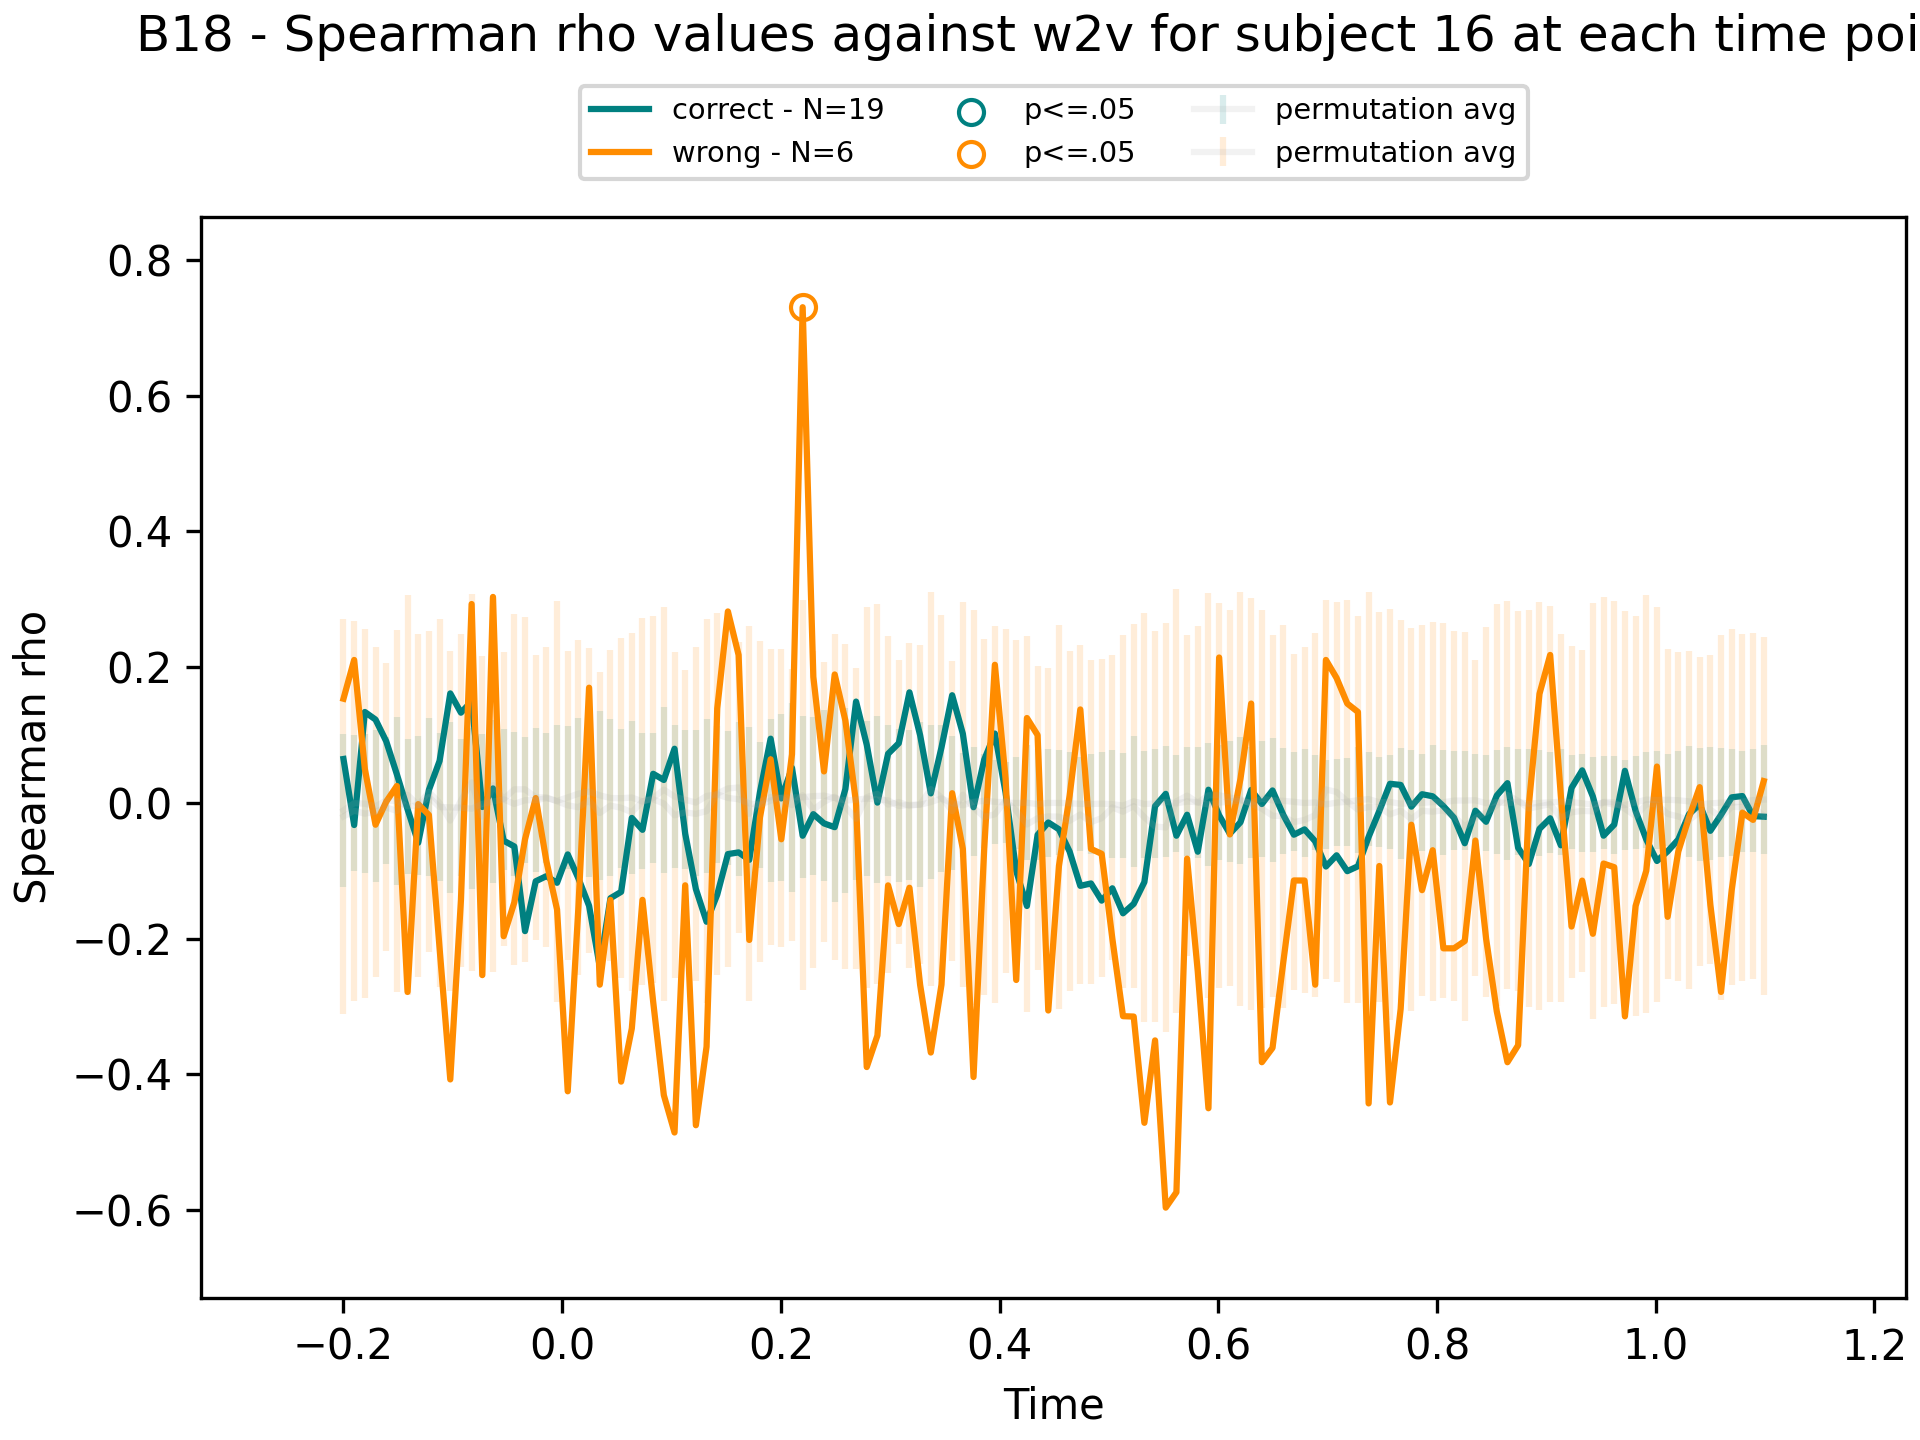 B18 - Spearman rho values against w2v for subject 16 at each time poi
correct - N=19 p<=.05 permutation avg
wrong - N=6 p<=.05 permutation avg
0.8
0.6
0.4
0.2
0.0
−0.2
−0.4
−0.6
Spearman rho
−0.2 0.0 0.2 0.4 0.6 0.8 1.0 1.2
Time